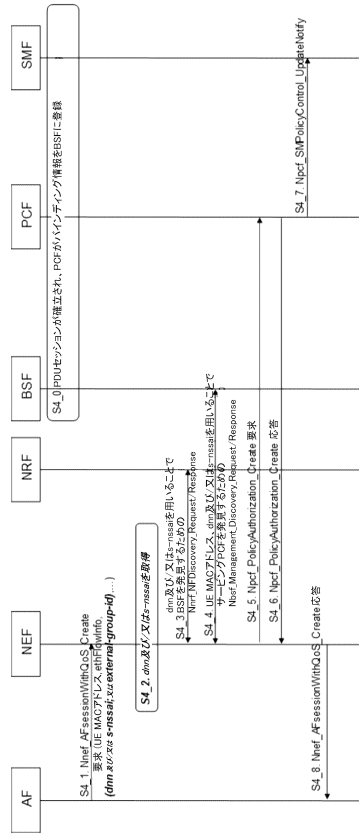 AF
NEF
NRF
BSF
PCF
SMF
S4_0 PDUセッションが確立され、PCFがバインディング情報をBSFに登録
S4_1. Nnef_AFsessionWithQoS_Create
要求 (UE MACアドレス, ethFlowInfo,
(dnn 及び/又は s-nssai;又はexternal-group-id),...)
S4_2. dnn及び/又はs-nssaiを取得
dnn及び/又はs-nssaiを用いることで
S4_3 BSFを発見するための
Nnrf_NFDiscovery_Request/Response
S4_4 UE MACアドレス、dnn及び/又はs-nssaiを用いることで
サービングPCFを発見するための
Nbsf_Management_Discovery_Request/Response
S4_5 Npcf_PolicyAuthorization_Create 要求
S4_6. Npcf_PolicyAuthorization_Create 応答
S4_7. Npcf_SMPolicyControl_UpdateNotify
S4_8. Nnef_AFsessionWithQoS_Create応答